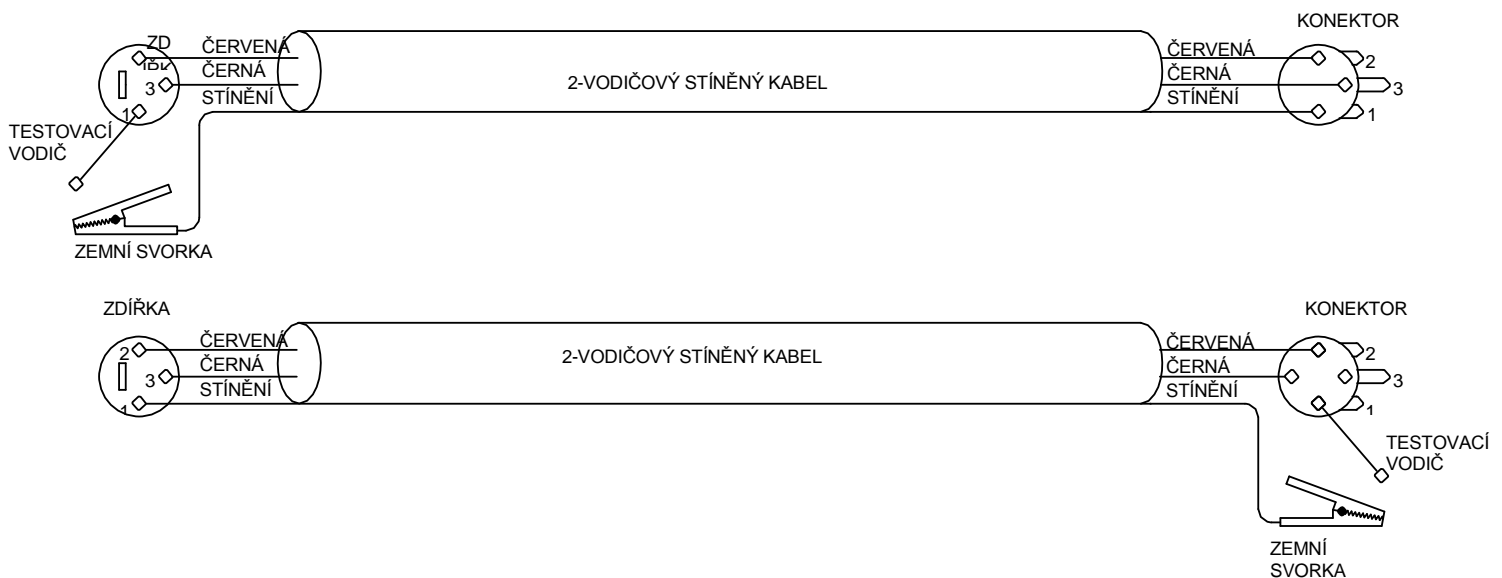 KONEKTOR
ZD
ÍŘK
ČERVENÁ
ČERNÁ
STÍNĚNÍ
3
1
2-VODIČOVÝ STÍNĚNÝ KABEL
ČERVENÁ
ČERNÁ
STÍNĚNÍ
2
3
1
TESTOVACÍ
VODIČ
ZEMNÍ SVORKA
ZDÍŘKA
KONEKTOR
ČERVENÁ
ČERNÁ
STÍNĚNÍ
2
3
1
2-VODIČOVÝ STÍNĚNÝ KABEL
ČERVENÁ
ČERNÁ
STÍNĚNÍ
2
3
1
TESTOVACÍ
VODIČ
ZEMNÍ
SVORKA